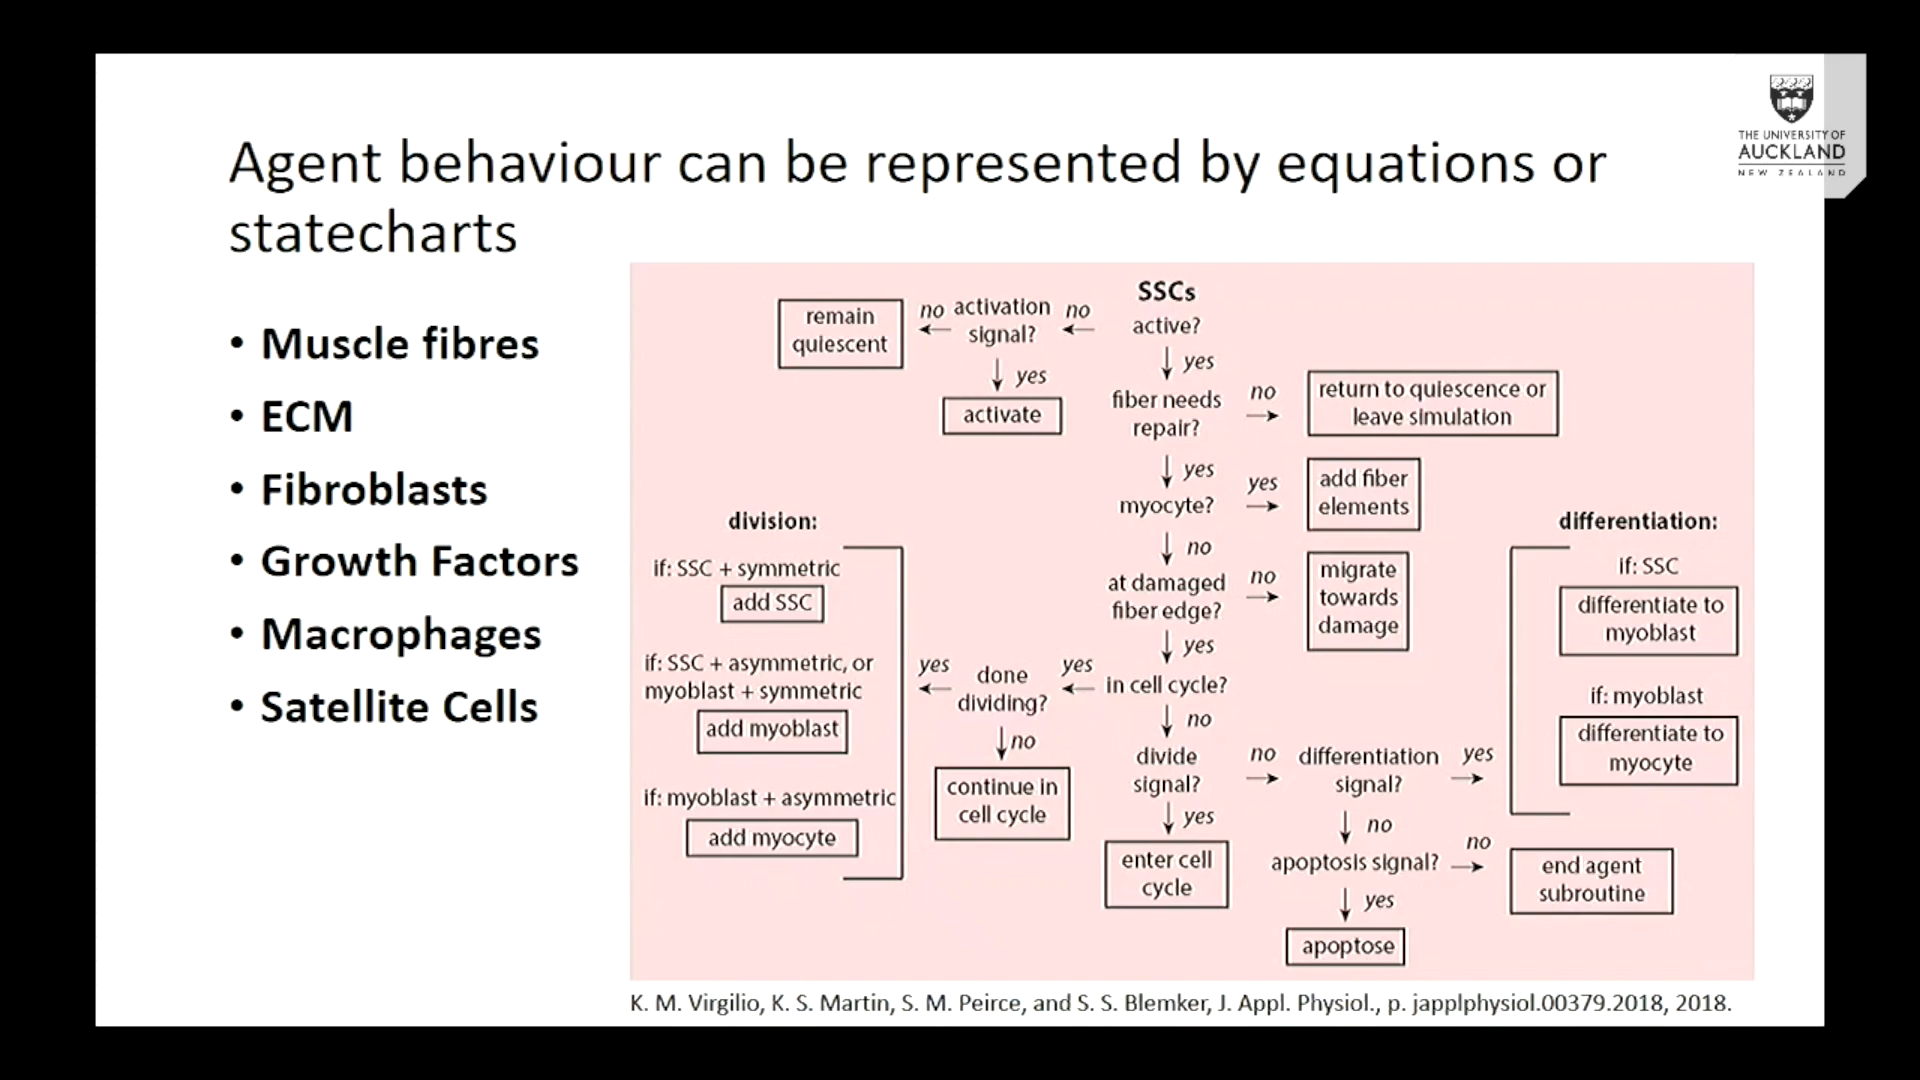 THE UNIVERSITY OF
AUCKLAND
NEW ZEALAND
Agent behaviour can be represented by equations or
statecharts
• Muscle fibres
• ECM
• Fibroblasts
• Growth Factors
• Macrophages
• Satellite Cells
SSCs
active?
no
activation
signal?
no
remain
quiescent
yes
activate
yes
fiber needs
repair?
no
return to quiescence or
leave simulation
yes
myocyte?
yes
add fiber
elements
no
at damaged
fiber edge?
no
migrate
towards
damage
yes
in cell cycle?
yes
done
dividing?
yes
no
continue in
cell cycle
division:
if: SSC + symmetric
add SSC
if: SSC + asymmetric, or
myoblast + symmetric
add myoblast
if: myoblast + asymmetric
add myocyte
no
divide
signal?
yes
enter cell
cycle
no
differentiation
signal?
yes
differentiation:
if: SSC
differentiate to
myoblast
if: myoblast
differentiate to
myocyte
no
apoptosis signal?
no
end agent
subroutine
yes
apoptose
K. M. Virgilio, K. S. Martin, S. M. Peirce, and S. S. Blemker, J. Appl. Physiol., p. japplphysiol.00379.2018, 2018.